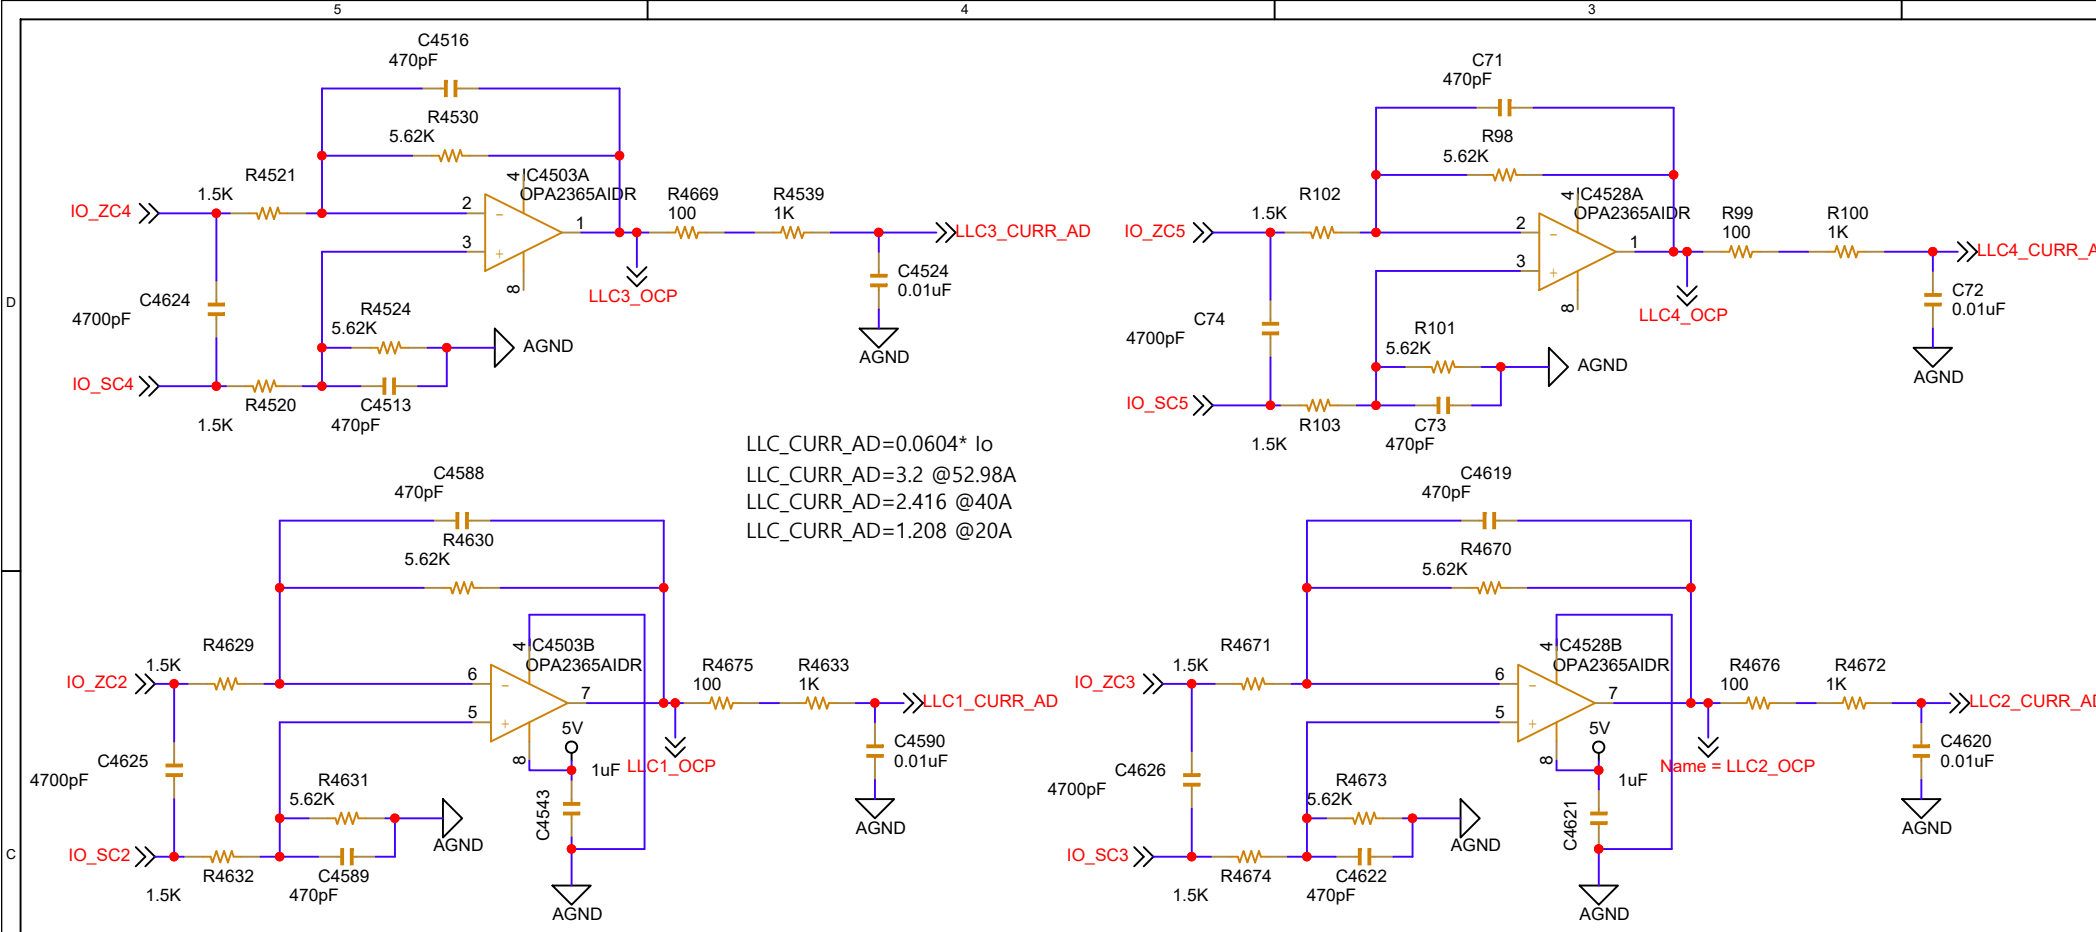 5
4
3
D
C
C4516
470pF
R4530
5.62K
R4521
1.5K
IO_ZC4
4
IC4503A
OPA2365AIDR
2
3
1
8
R4669
100
R4539
1K
LLC3_CURR_AD
LLC3_OCP
C4524
0.01uF
AGND
C4624
4700pF
R4524
5.62K
AGND
IO_SC4
R4520
1.5K
C4513
470pF
C71
470pF
R98
5.62K
R102
1.5K
IO_ZC5
4
IC4528A
OPA2365AIDR
2
3
1
8
R99
100
R100
1K
LLC4_CURR_A
LLC4_OCP
C72
0.01uF
AGND
C74
4700pF
R101
5.62K
AGND
IO_SC5
R103
1.5K
C73
470pF
LLC_CURR_AD=0.0604* Io
LLC_CURR_AD=3.2 @52.98A
LLC_CURR_AD=2.416 @40A
LLC_CURR_AD=1.208 @20A
C4588
470pF
R4630
5.62K
R4629
1.5K
IO_ZC2
4
IC4503B
OPA2365AIDR
6
5
7
8
5V
1uF
C4543
AGND
R4675
100
R4633
1K
LLC1_CURR_AD
LLC1_OCP
C4590
0.01uF
AGND
C4625
4700pF
R4631
5.62K
AGND
IO_SC2
R4632
1.5K
C4589
470pF
C4619
470pF
R4670
5.62K
R4671
1.5K
IO_ZC3
4
IC4528B
OPA2365AIDR
6
5
7
8
5V
1uF
C4621
AGND
R4676
100
R4672
1K
LLC2_CURR_AD
Name = LLC2_OCP
C4620
0.01uF
AGND
C4626
4700pF
R4673
5.62K
AGND
IO_SC3
R4674
1.5K
C4622
470pF